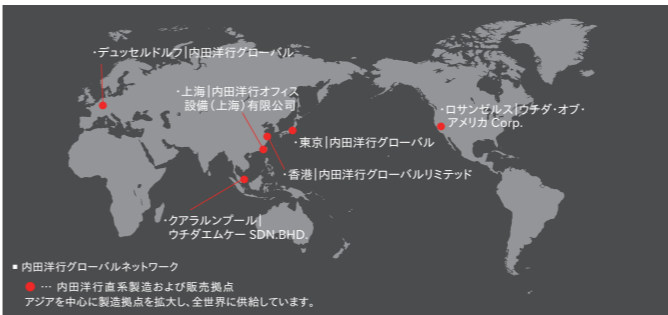 ・デュッセルドルフ|内田洋行グローバル
・上海|内田洋行オフィス
設備(上海)有限公司
・ロサンゼルス|ウチダ・オブ・
アメリカ Corp.
・東京|内田洋行グローバル
・香港|内田洋行グローバルリミテッド
・クアラルンプール|
ウチダエムケー SDN.BHD.
■ 内田洋行グローバルネットワーク
● … 内田洋行直系製造および販売拠点
アジアを中心に製造拠点を拡大し、全世界に供給しています。